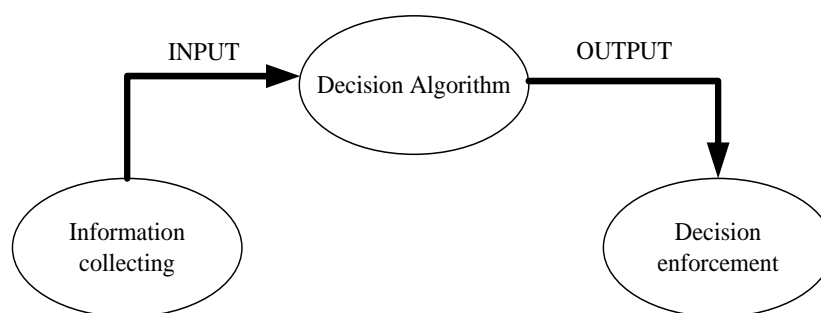 INPUT
OUTPUT
Decision Algorithm
Information
collecting
Decision
enforcement